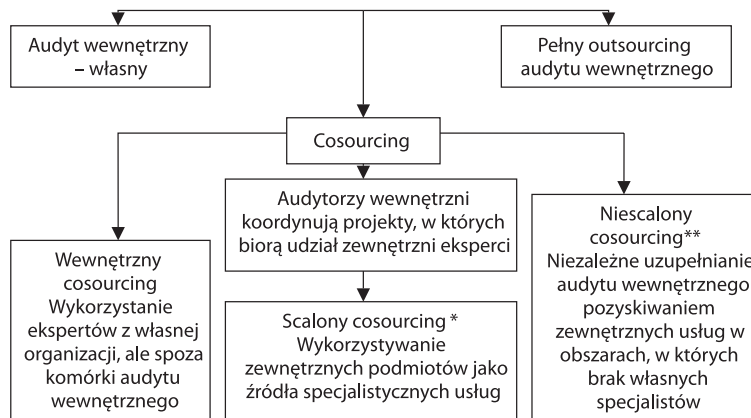 Audyt wewnętrzny
– własny
Pełny outsourcing
audytu wewnętrznego
Cosourcing
Audytorzy wewnętrzni
koordynują projekty, w których
biorą udział zewnętrzni eksperci
Wewnętrzny
cosourcing
Wykorzystanie
ekspertów z własnej
organizacji, ale spoza
komórki audytu
wewnętrznego
Scalony cosourcing *
Wykorzystywanie
zewnętrznych podmiotów jako
źródła specjalistycznych usług
Niescalony
cosourcing**
Niezależne uzupełnianie
audytu wewnętrznego
pozyskiwaniem
zewnętrznych usług w
obszarach, w których
brak własnych
specjalistów